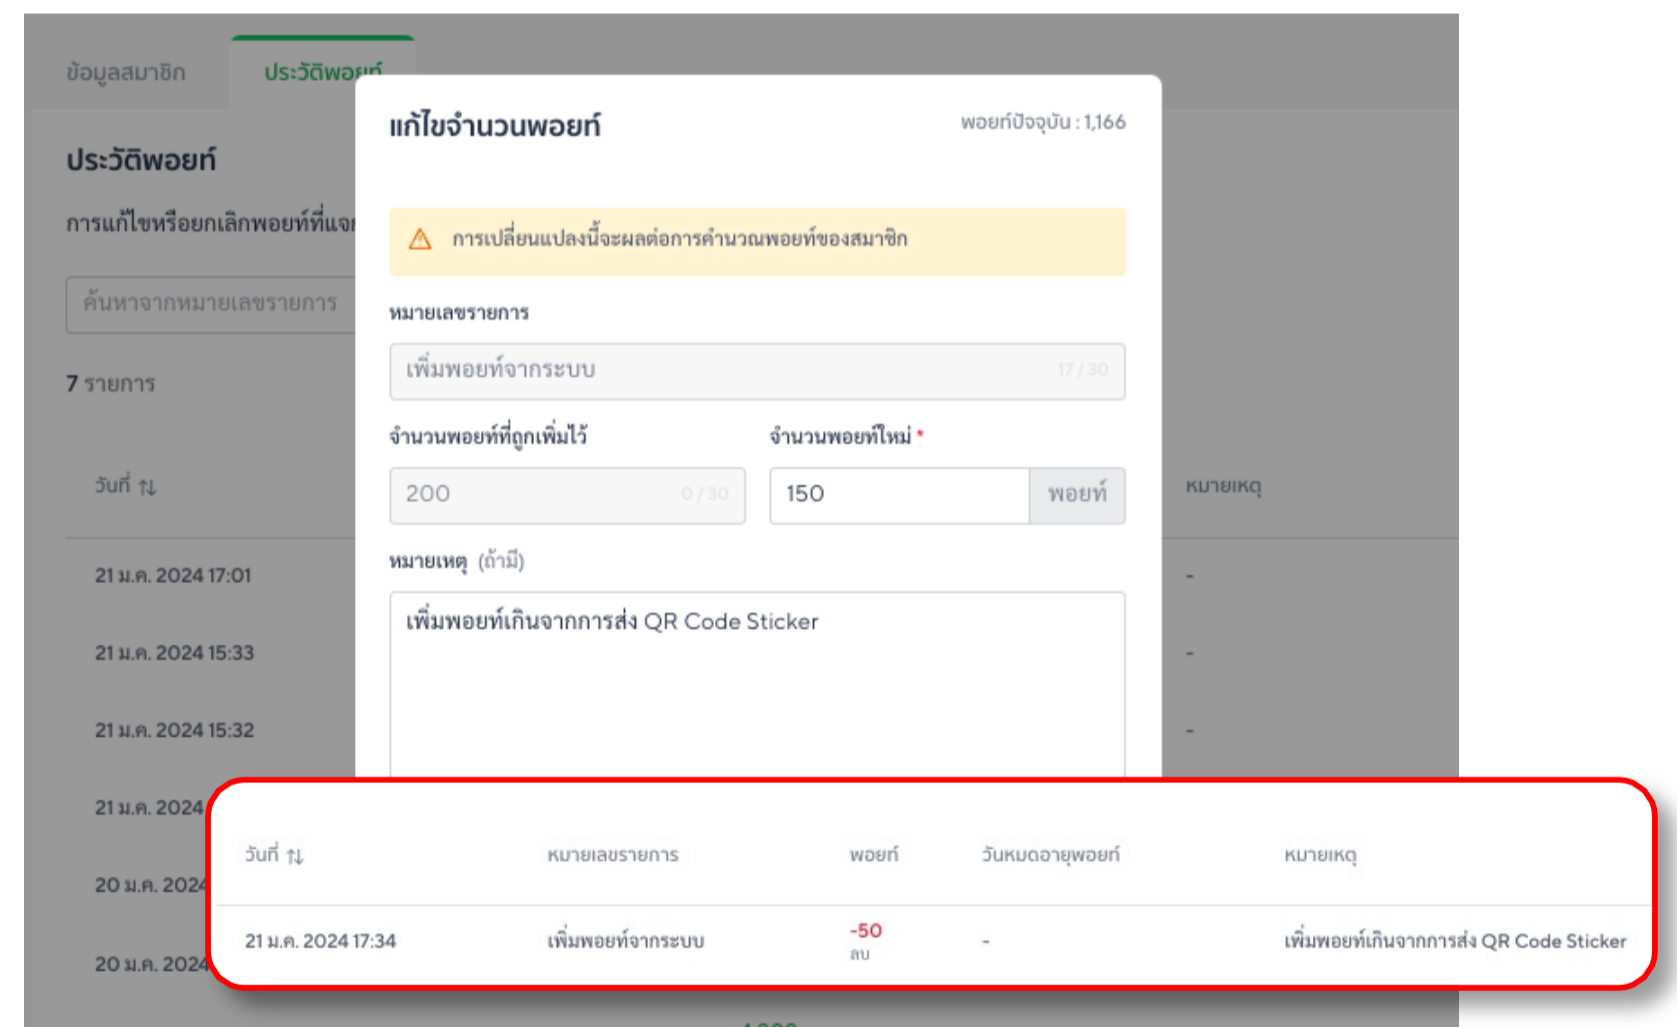 ข้อมูลสมาชิก
ประวัติพอยท์
แก้ไขจำนวนพอยท์
พอยท์ปัจจุบัน : 1,166
ประวัติพอยท์
การแก้ไขหรือยกเลิกพอยท์ที่แจก
การเปลี่ยนแปลงนี้จะผลต่อการคำนวณพอยท์ของสมาชิก
ค้นหาจากหมายเลขรายการ
หมายเลขรายการ
เพิ่มพอยท์จากระบบ
17 / 30
7 รายการ
จำนวนพอยท์ที่ถูกเพิ่มไว้
จำนวนพอยท์ใหม่ *
วันที่ ↑↓
200
0 / 30
150
พอยท์
หมายเหตุ
หมายเหตุ (ถ้ามี)
21 ม.ค. 2024 17:01
-
เพิ่มพอยท์เกินจากการส่ง QR Code Sticker
21 ม.ค. 2024 15:33
-
21 ม.ค. 2024 15:32
-
21 ม.ค. 2024
20 ม.ค. 2024
20 ม.ค. 2024
วันที่ ↑↓
หมายเลขรายการ
พอยท์
วันหมดอายุพอยท์
หมายเหตุ
21 ม.ค. 2024 17:34
เพิ่มพอยท์จากระบบ
-50
ลบ
-
เพิ่มพอยท์เกินจากการส่ง QR Code Sticker